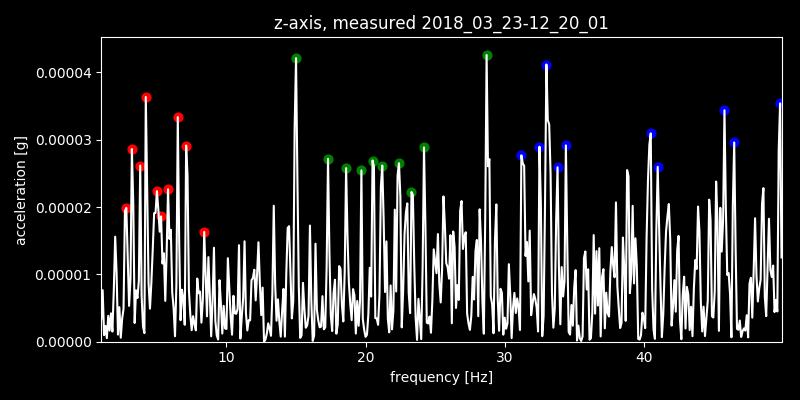 z-axis, measured 2018_03_23-12_20_01
0.00004
0.00003
0.00002
0.00001
0.00000
acceleration [g]
10 20 30 40
frequency [Hz]